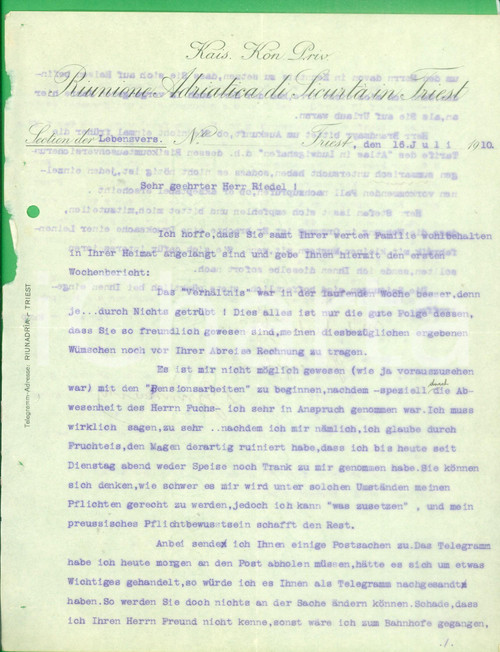 Kais. Kön. Priv.
Riunione Adriatica di Sicurtà in Triest
Section der Lebensvers. N.° Triest, den 16.Juli 1910.
Sehr geehrter Herr Riedel !
Ich hoffe,dass Sie samt Ihrer werten Familie wohlbehalten
in Ihrer Heimat angelangt sind und gebe Ihnen hiermit den ersten
Wochenbericht:
Das "Verhältnis" war in der laufenden Woche besser,denn
je...durch Nichts getrübt ! Dies alles ist nur die gute Folge dessen,
dass Sie so freundlich gewesen sind,meinen diesbezüglichen ergebenen
Wünschen noch vor Ihrer Abreise Rechnung zu tragen.
Es ist mir nicht möglich gewesen (wie ja vorauszusehen
war) mit den "Pensionsarbeiten" zu beginnen,nachdem -speziell durch die Ab-
wesenheit des Herrn Fuchs- ich sehr in Anspruch genommen war.Ich muss
wirklich sagen,zu sehr ..nachdem ich mir nämlich,ich glaube durch
Fruchteis,den Magen derartig ruiniert habe,dass ich bis heute seit
Dienstag abend weder Speise noch Trank zu mir genommen habe.Sie können
sich denken,wie schwer es mir wird unter solchen Umständen meinen
Pflichten gerecht zu werden,jedoch ich kann "was zusetzen" , und mein
preussisches Pflichtbewustsein schafft den Rest.
Anbei sende ich Ihnen einige Postsachen zu.Das Telegramm
habe ich heute morgen an den Post abholen müssen,hätte es sich um etwas
Wichtiges gehandelt,so würde ich es Ihnen als Telegramm nachgesandt
haben.So werden Sie doch nichts an der Sache ändern können.Schade,dass
ich Ihren Herrn Freund nicht kenne,sonst wäre ich zum Bahnhofe gegangen.
./.
Telegramm-Adresse: RIUNADRIA - TRIEST